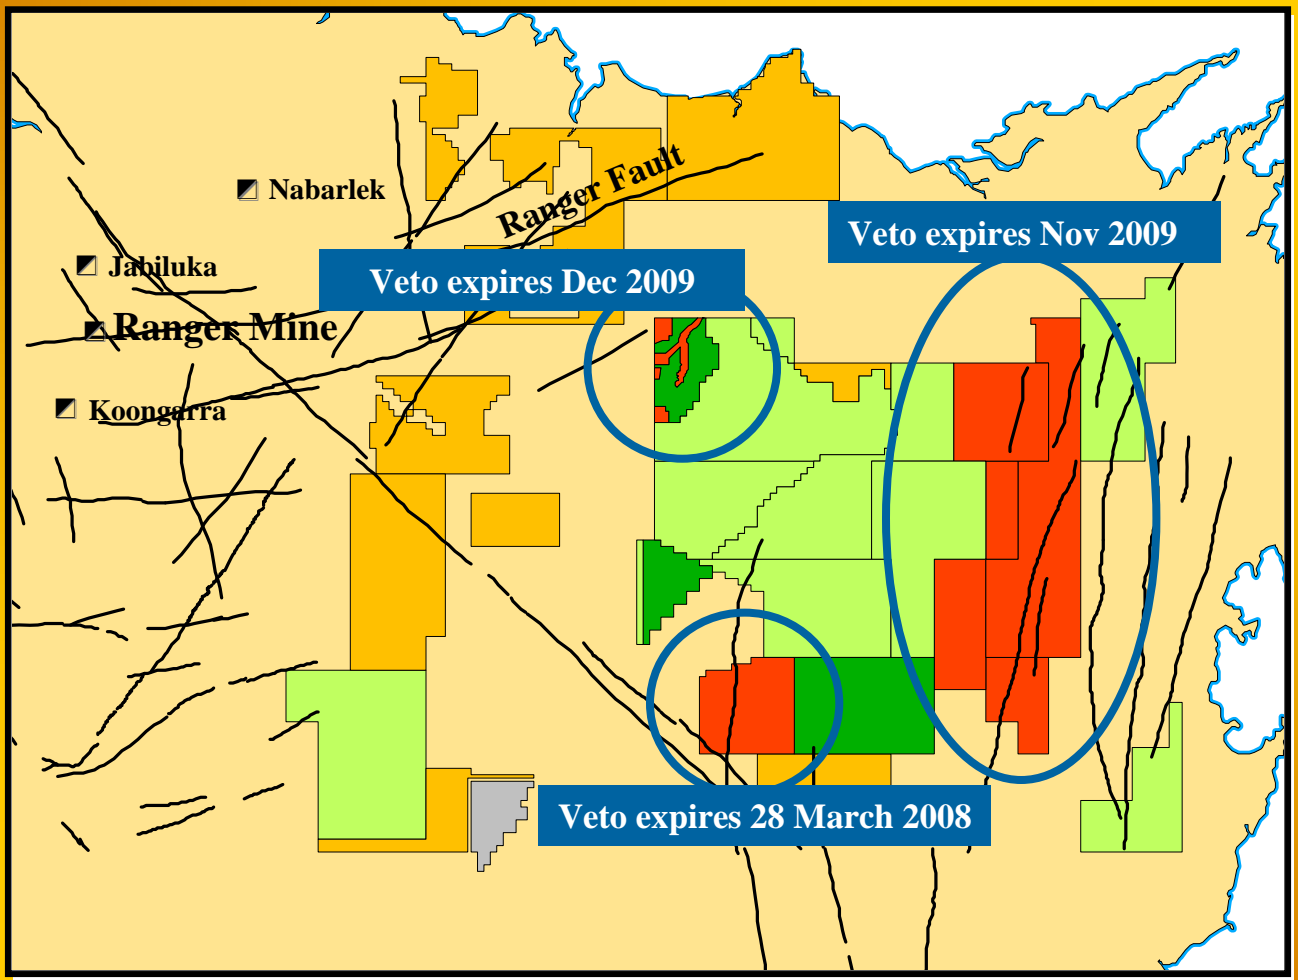 Ranger Fault
Nabarlek
Veto expires Nov 2009
Jabiluka
Veto expires Dec 2009
Ranger Mine
Koongarra
Veto expires 28 March 2008